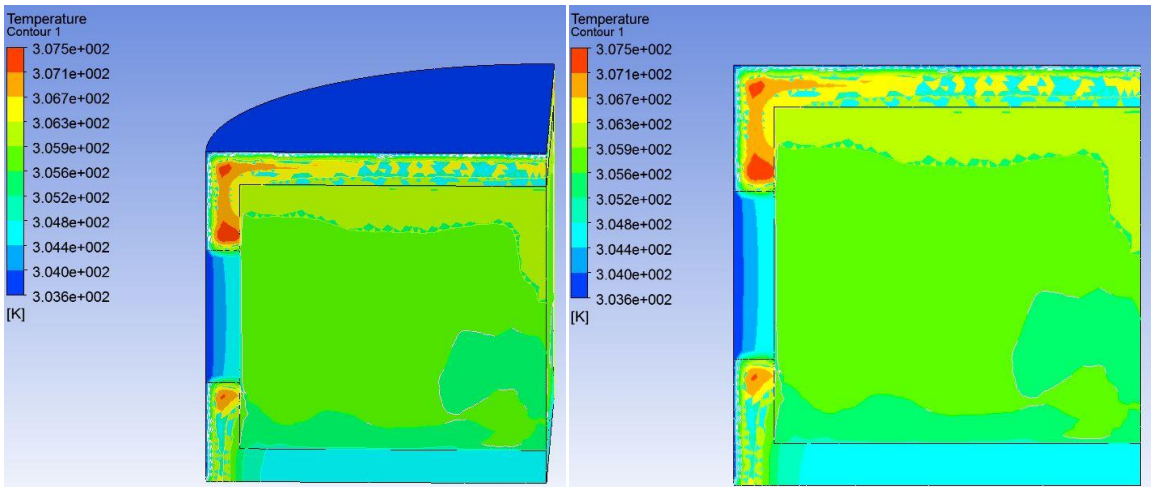 Temperature
Contour 1
3.075e+002
3.071e+002
3.067e+002
3.063e+002
3.059e+002
3.056e+002
3.052e+002
3.048e+002
3.044e+002
3.040e+002
3.036e+002
[K]
Temperature
Contour 1
3.075e+002
3.071e+002
3.067e+002
3.063e+002
3.059e+002
3.056e+002
3.052e+002
3.048e+002
3.044e+002
3.040e+002
3.036e+002
[K]